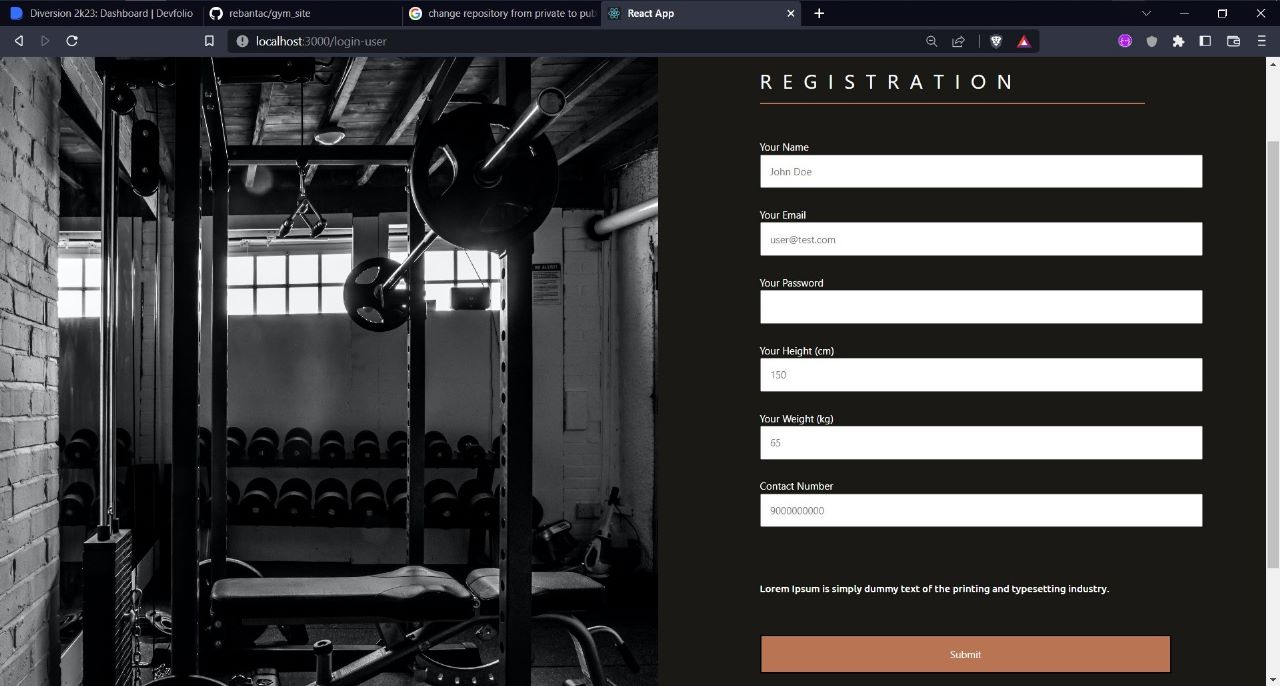 Diversion 2k23: Dashboard | Devfolio
rebantac/gym_site
change repository from private to pub
React App
localhost:3000/login-user
REGISTRATION
Your Name
John Doe
Your Email
user@test.com
Your Password
Your Height (cm)
150
Your Weight (kg)
65
Contact Number
9000000000
Lorem Ipsum is simply dummy text of the printing and typesetting industry.
Submit